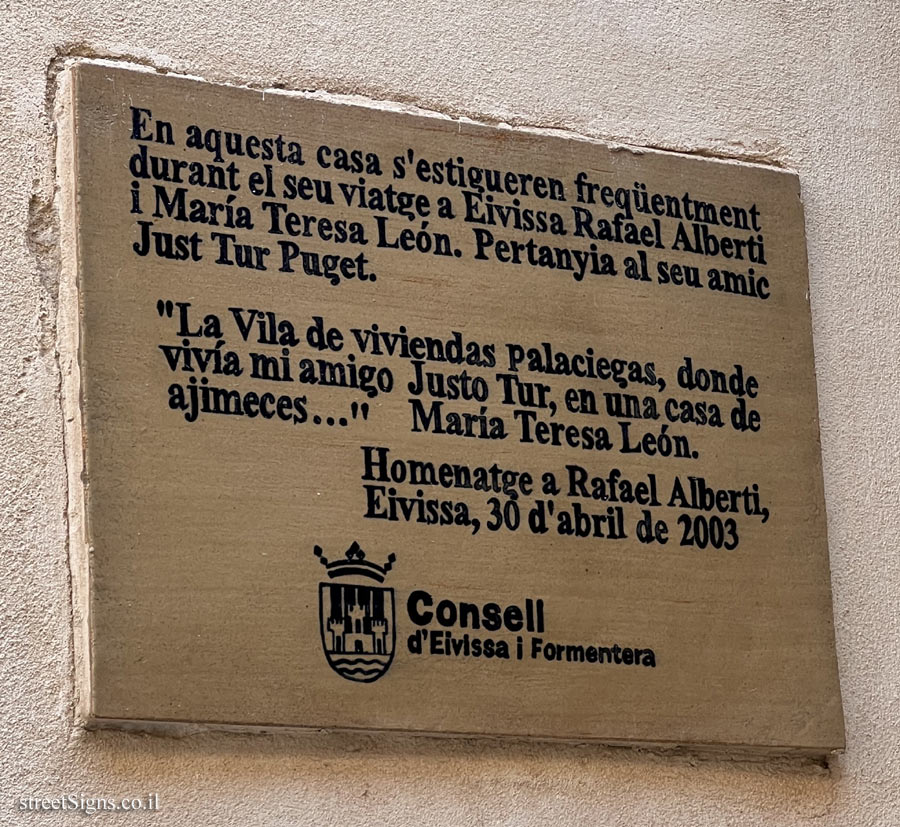 En aquesta casa s'estigueren freqüentment
durant el seu viatge a Eivissa Rafael Alberti
i María Teresa León. Pertanyia al seu amic
Just Tur Puget.
"La Vila de viviendas palaciegas, donde
vivía mi amigo Justo Tur, en una casa de
ajimeces..." María Teresa León.
Homenatge a Rafael Alberti,
Eivissa, 30 d'abril de 2003
Consell
d'Eivissa i Formentera
streetSigns.co.il